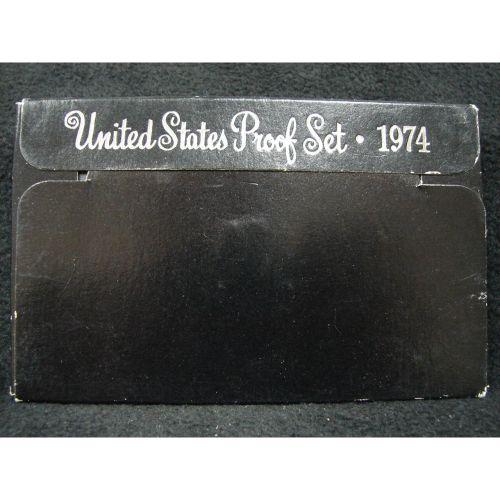 United States Proof Set • 1974